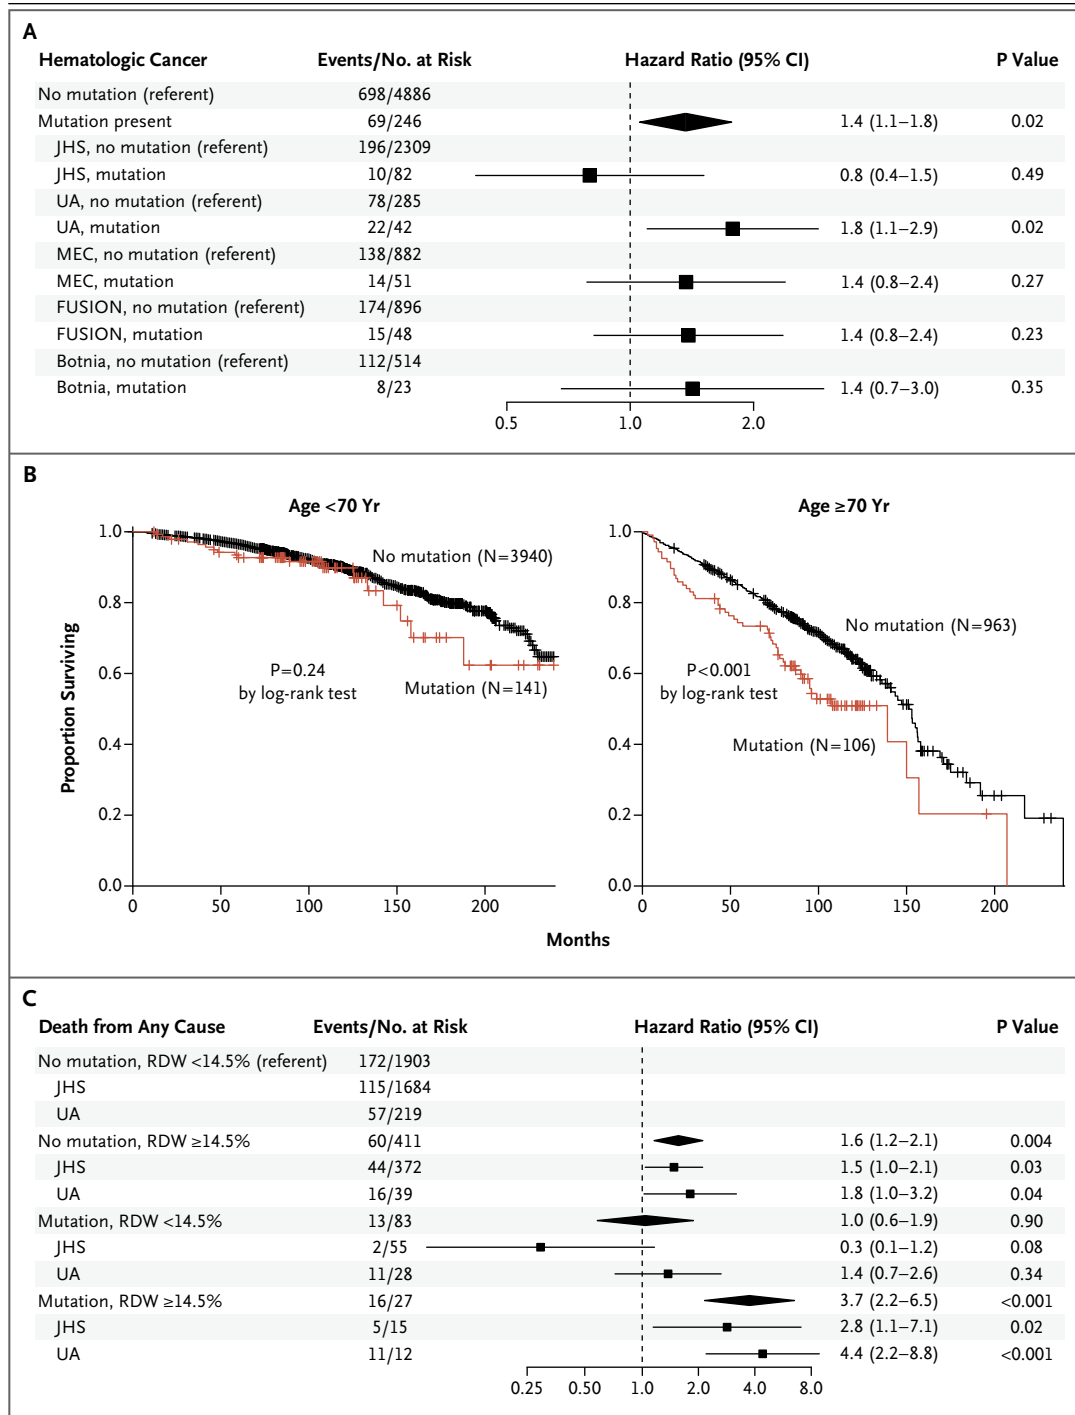 A
Hematologic Cancer Events/No. at Risk Hazard Ratio (95% CI) P Value
No mutation (referent) 698/4886
Mutation present 69/246 1.4 (1.1–1.8) 0.02
JHS, no mutation (referent) 196/2309
JHS, mutation 10/82 0.8 (0.4–1.5) 0.49
UA, no mutation (referent) 78/285
UA, mutation 22/42 1.8 (1.1–2.9) 0.02
MEC, no mutation (referent) 138/882
MEC, mutation 14/51 1.4 (0.8–2.4) 0.27
FUSION, no mutation (referent) 174/896
FUSION, mutation 15/48 1.4 (0.8–2.4) 0.23
Botnia, no mutation (referent) 112/514
Botnia, mutation 8/23 1.4 (0.7–3.0) 0.35
0.5 1.0 2.0
B
Age <70 Yr
Proportion Surviving
1.0
0.8
0.6
0.4
0.2
0.0
No mutation (N=3940)
P=0.24
by log-rank test
Mutation (N=141)
0 50 100 150 200
Age ≥70 Yr
1.0
0.8
0.6
0.4
0.2
0.0
No mutation (N=963)
P<0.001
by log-rank test
Mutation (N=106)
0 50 100 150 200
Months
C
Death from Any Cause Events/No. at Risk Hazard Ratio (95% CI) P Value
No mutation, RDW <14.5% (referent) 172/1903
JHS 115/1684
UA 57/219
No mutation, RDW ≥14.5% 60/411 1.6 (1.2–2.1) 0.004
JHS 44/372 1.5 (1.0–2.1) 0.03
UA 16/39 1.8 (1.0–3.2) 0.04
Mutation, RDW <14.5% 13/83 1.0 (0.6–1.9) 0.90
JHS 2/55 0.3 (0.1–1.2) 0.08
UA 11/28 1.4 (0.7–2.6) 0.34
Mutation, RDW ≥14.5% 16/27 3.7 (2.2–6.5) <0.001
JHS 5/15 2.8 (1.1–7.1) 0.02
UA 11/12 4.4 (2.2–8.8) <0.001
0.25 0.50 1.0 2.0 4.0 8.0